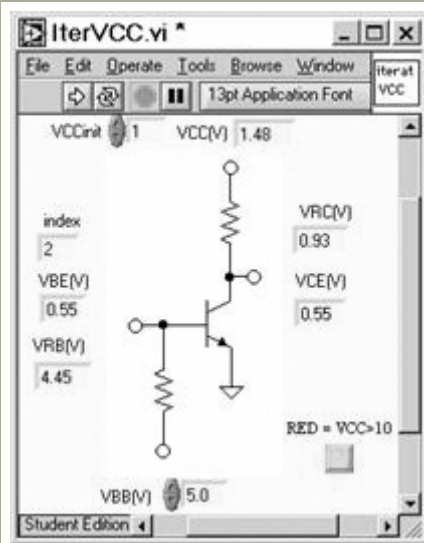 IterVCC.vi *
File Edit Operate Tools Browse Window
iterat
VCC
13pt Application Font
VCCinit 1 VCC(V) 1.48
VRC(V)
0.93
index
2
VBE(V)
0.55
VCE(V)
0.55
VRB(V)
4.45
RED = VCC>10
VBB(V) 5.0
Student Edition